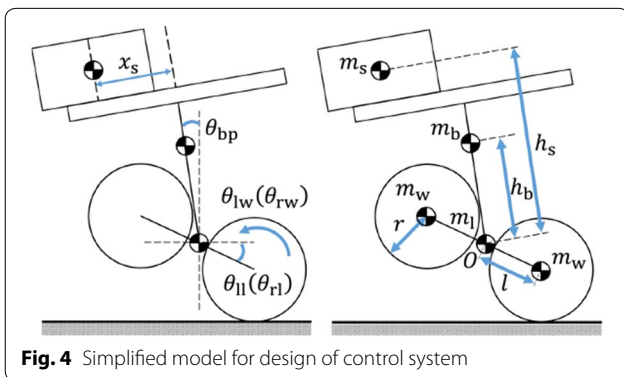 x_s
θ_bp
θ_lw(θ_rw)
θ_ll(θ_rl)
m_s
m_b
h_s
m_w
h_b
m_l
r
O
l
m_w
Fig. 4 Simplified model for design of control system